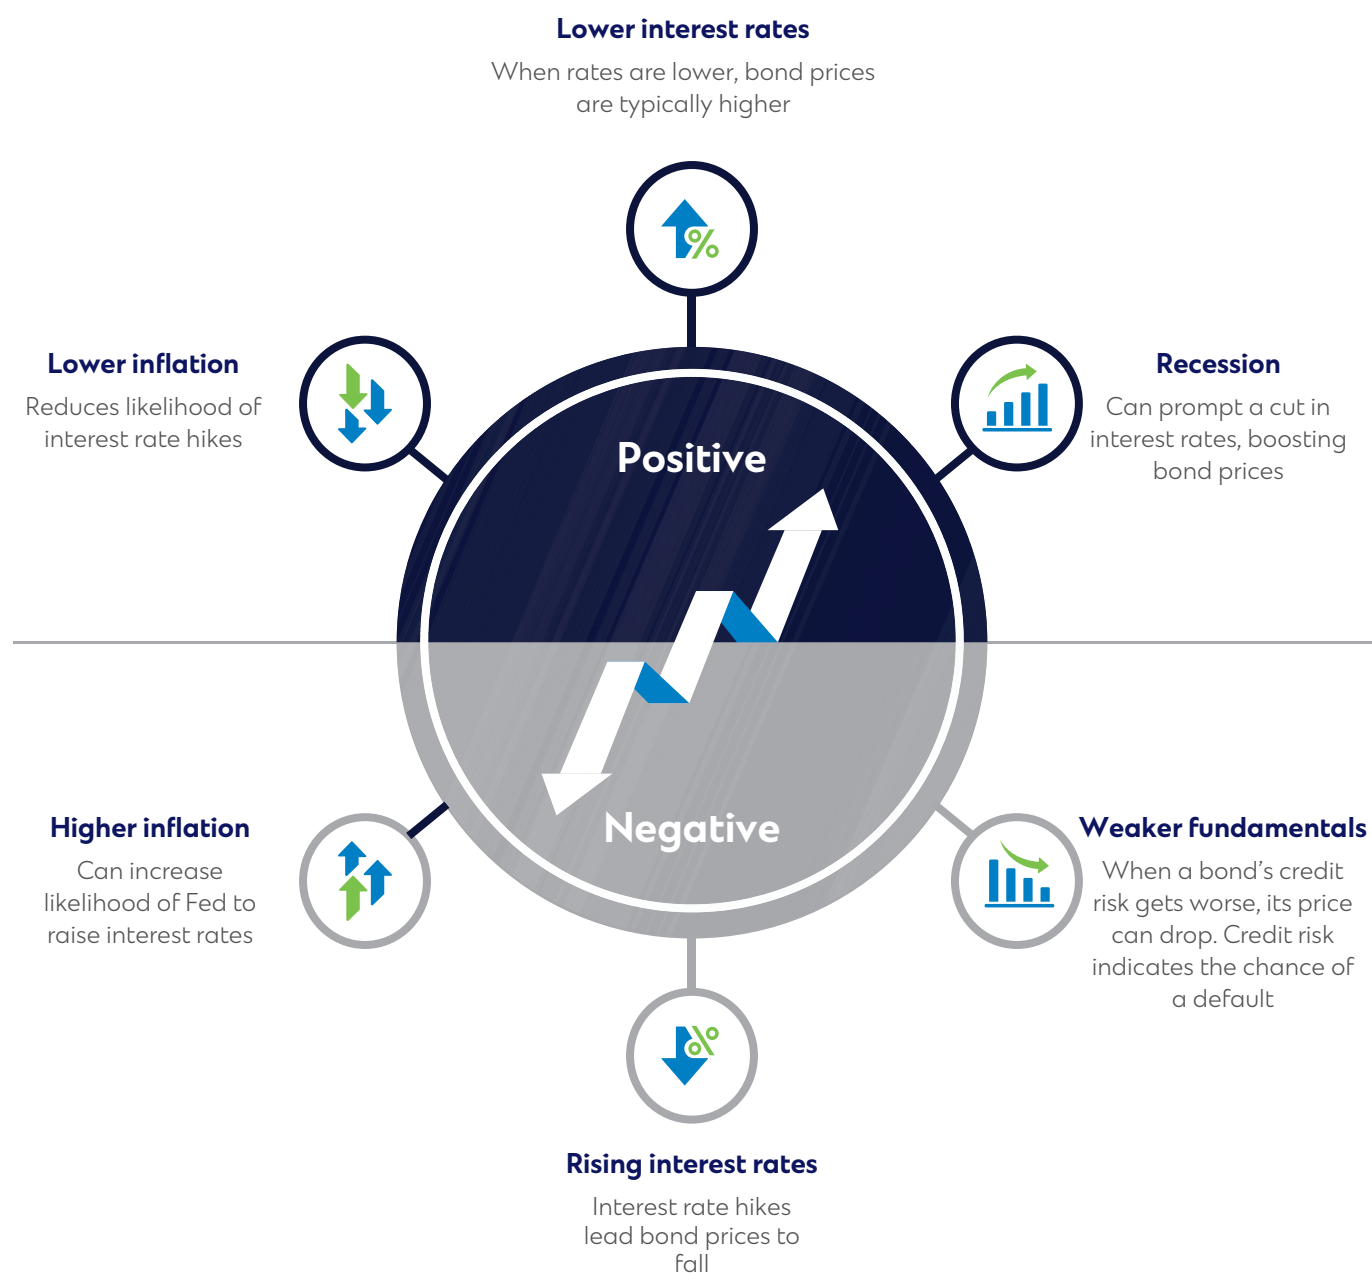 Lower interest rates
When rates are lower, bond prices
are typically higher
%
Lower inflation
Reduces likelihood of
interest rate hikes
Recession
Can prompt a cut in
interest rates, boosting
bond prices
Positive
Negative
Higher inflation
Can increase
likelihood of Fed to
raise interest rates
Weaker fundamentals
When a bond’s credit
risk gets worse, its price
can drop. Credit risk
indicates the chance of
a default
%
Rising interest rates
Interest rate hikes
lead bond prices to
fall